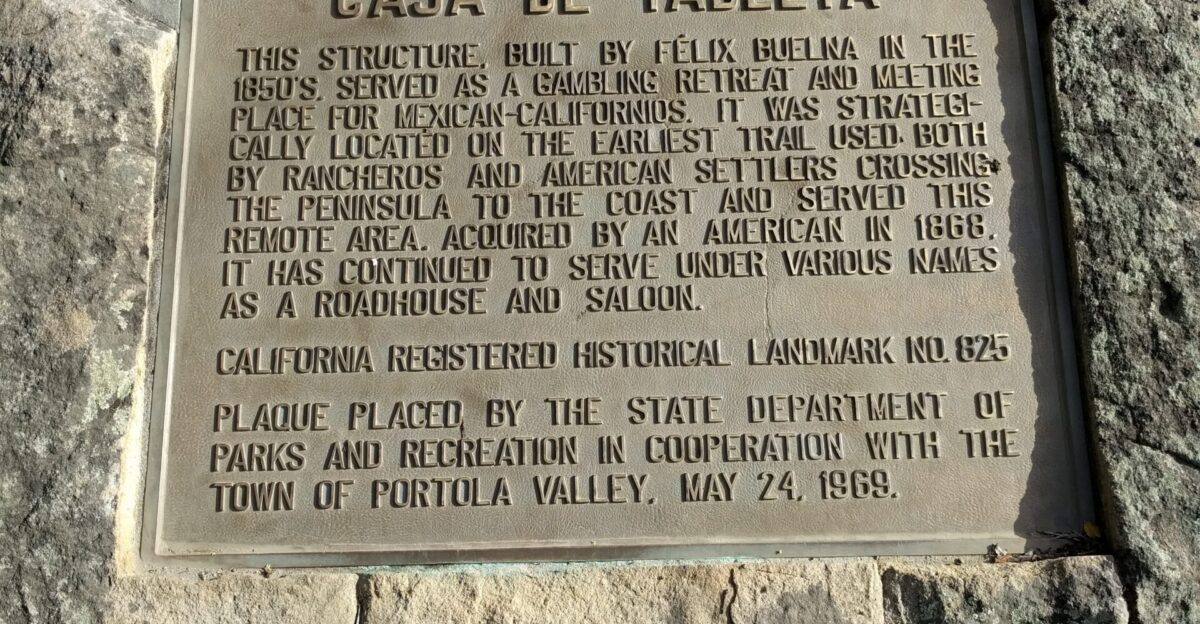 CASA DE TABLETA
THIS STRUCTURE, BUILT BY FÉLIX BUELNA IN THE
1850'S, SERVED AS A GAMBLING RETREAT AND MEETING
PLACE FOR MEXICAN-CALIFORNIOS. IT WAS STRATEGI-
CALLY LOCATED ON THE EARLIEST TRAIL USED BOTH
BY RANCHEROS AND AMERICAN SETTLERS CROSSING
THE PENINSULA TO THE COAST AND SERVED THIS
REMOTE AREA. ACQUIRED BY AN AMERICAN IN 1868,
IT HAS CONTINUED TO SERVE UNDER VARIOUS NAMES
AS A ROADHOUSE AND SALOON.
CALIFORNIA REGISTERED HISTORICAL LANDMARK NO. 825
PLAQUE PLACED BY THE STATE DEPARTMENT OF
PARKS AND RECREATION IN COOPERATION WITH THE
TOWN OF PORTOLA VALLEY, MAY 24, 1969.